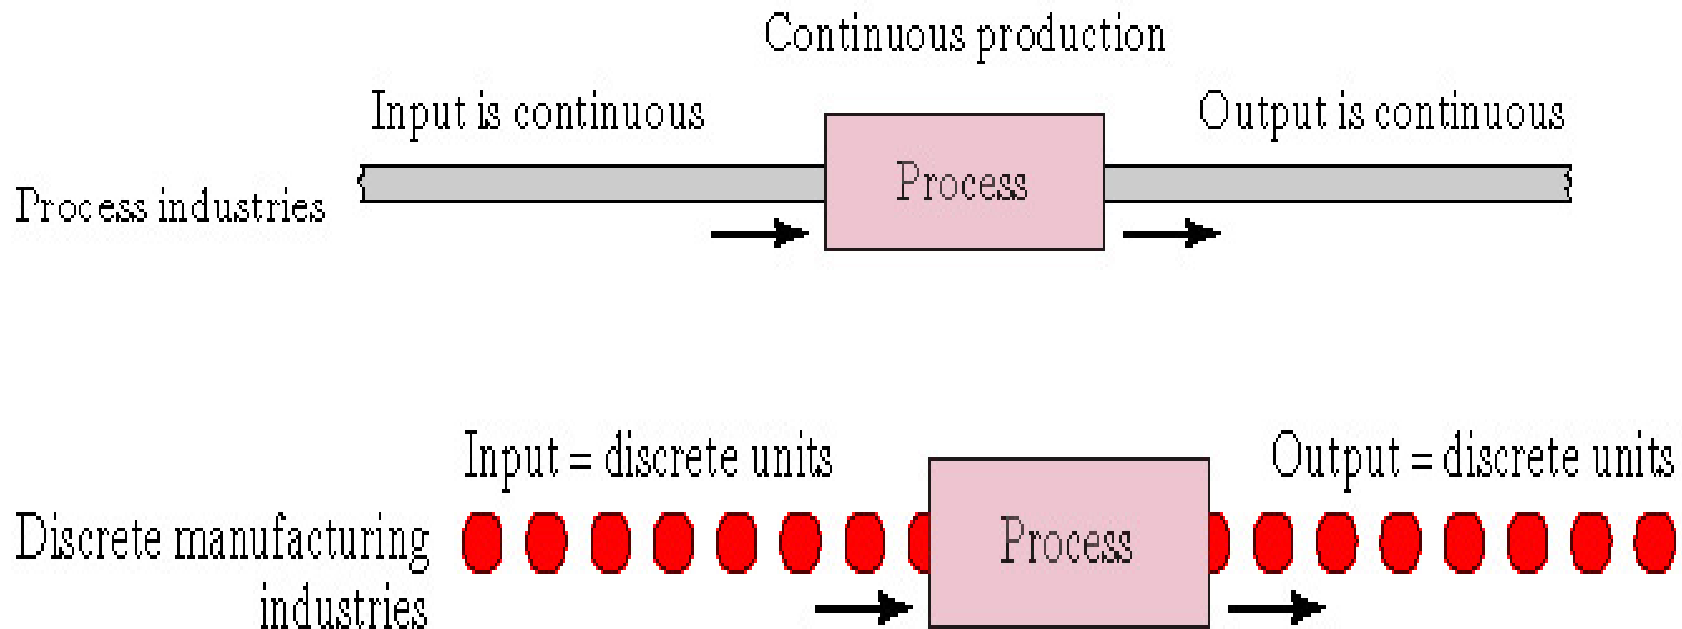 Continuous production
Input is continuous
Output is continuous
Process industries
Process
Input = discrete units
Output = discrete units
Discrete manufacturing
industries
Process